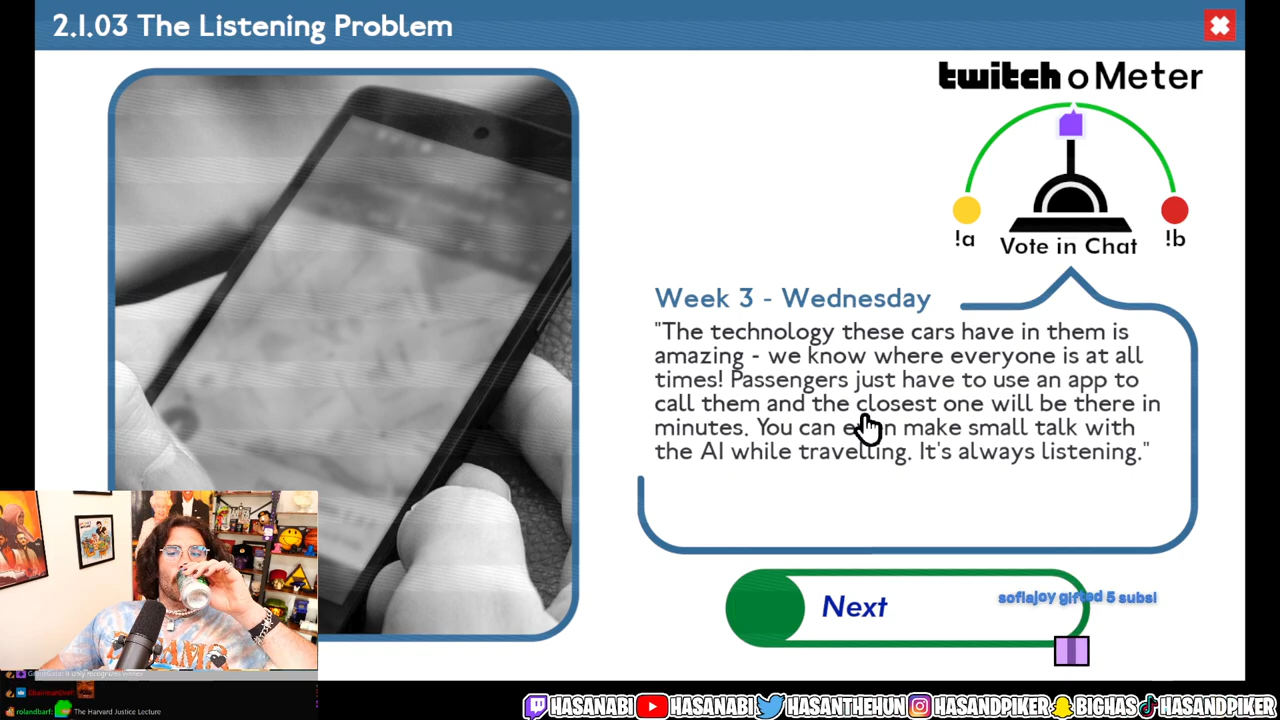 2.1.03 The Listening Problem
twitch o Meter
!a
Vote in Chat
!b
Week 3 - Wednesday
"The technology these cars have in them is
amazing - we know where everyone is at all
times! Passengers just have to use an app to
call them and the closest one will be there in
minutes. You can even make small talk with
the AI while travelling. It's always listening."
Next
sofiajoy gifted 5 subs!
rolandbarf: The Harvard Justice Lecture
HASANABI HASANABI HASANTHEHUN HASANDPIKER BIGHAS HASANDPIKER